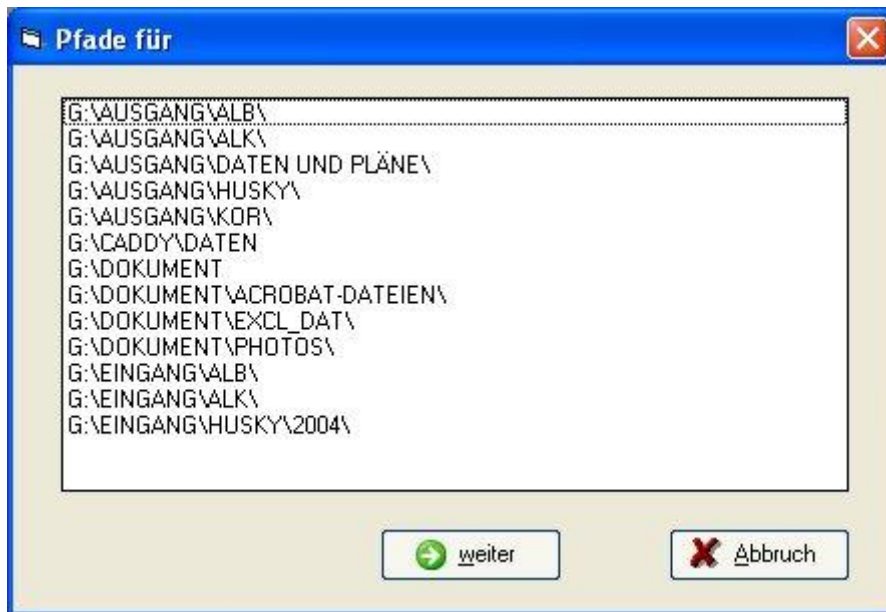 Pfade für
G:\AUSGANG\ALB\
G:\AUSGANG\ALK\
G:\AUSGANG\DATEN UND PLÄNE\
G:\AUSGANG\HUSKY\
G:\AUSGANG\KOR\
G:\CADDY\DATEN
G:\DOKUMENT
G:\DOKUMENT\ACROBAT-DATEIEN\
G:\DOKUMENT\EXCL_DAT\
G:\DOKUMENT\PHOTOS\
G:\EINGANG\ALB\
G:\EINGANG\ALK\
G:\EINGANG\HUSKY\2004\
weiter
Abbruch